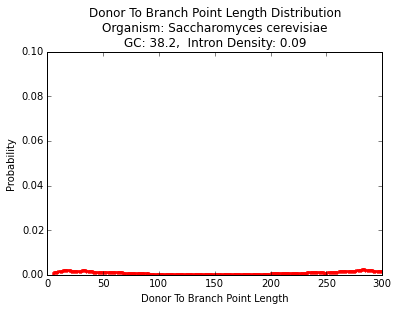 Donor To Branch Point Length Distribution
Organism: Saccharomyces cerevisiae
GC: 38.2,  Intron Density: 0.09
0.10
0.08
0.06
0.04
0.02
0.00
Probability
0 50 100 150 200 250 300
Donor To Branch Point Length